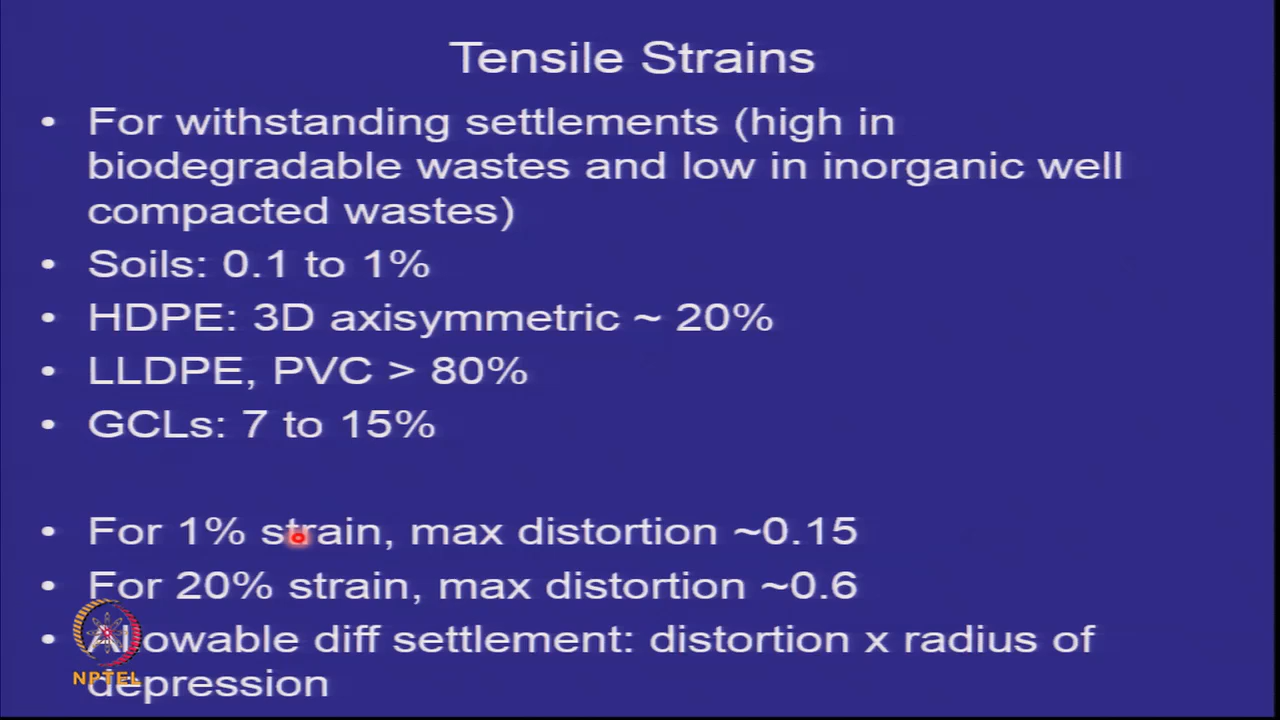 Tensile Strains
• For withstanding settlements (high in
biodegradable wastes and low in inorganic well
compacted wastes)
• Soils: 0.1 to 1%
• HDPE: 3D axisymmetric ~ 20%
• LLDPE, PVC > 80%
• GCLs: 7 to 15%
• For 1% strain, max distortion ~0.15
• For 20% strain, max distortion ~0.6
• Allowable diff settlement: distortion x radius of
depression
NPTEL